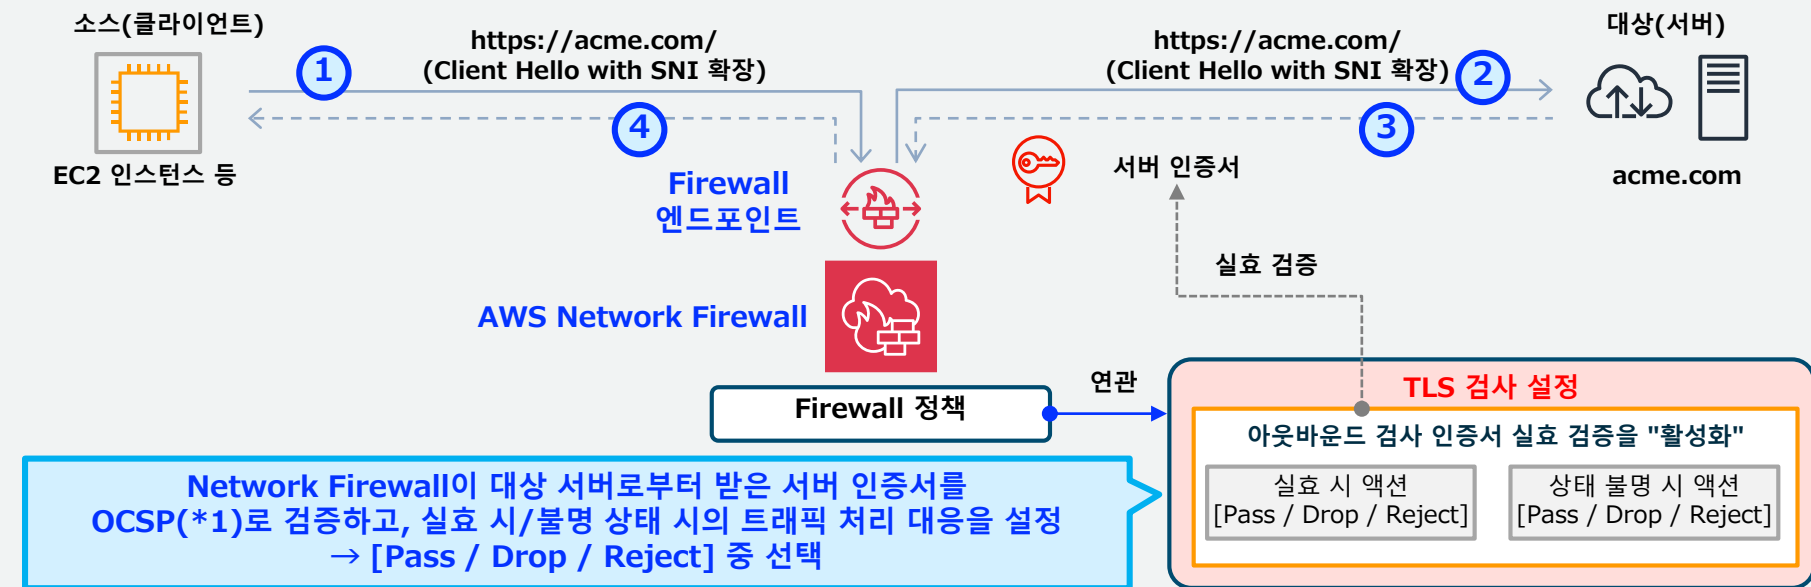 소스(클라이언트)
EC2 인스턴스 등
1
https://acme.com/
(Client Hello with SNI 확장)
4
https://acme.com/
(Client Hello with SNI 확장)
2
3
대상(서버)
acme.com
서버 인증서
Firewall
엔드포인트
AWS Network Firewall
실효 검증
Firewall 정책
연관
TLS 검사 설정
아웃바운드 검사 인증서 실효 검증을 "활성화"
실효 시 액션
[Pass / Drop / Reject]
상태 불명 시 액션
[Pass / Drop / Reject]
Network Firewall이 대상 서버로부터 받은 서버 인증서를
OCSP(*1)로 검증하고, 실효 시/불명 상태 시의 트래픽 처리 대응을 설정
→ [Pass / Drop / Reject] 중 선택